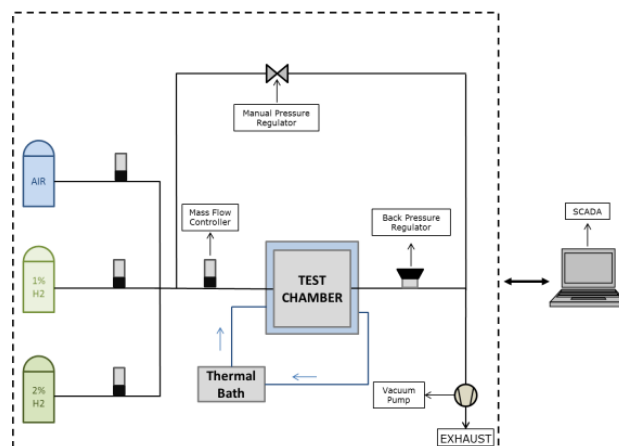 Manual Pressure
Regulator
AIR
Mass Flow
Controller
Back Pressure
Regulator
SCADA
1%
H2
TEST
CHAMBER
2%
H2
Thermal
Bath
Vacuum
Pump
EXHAUST